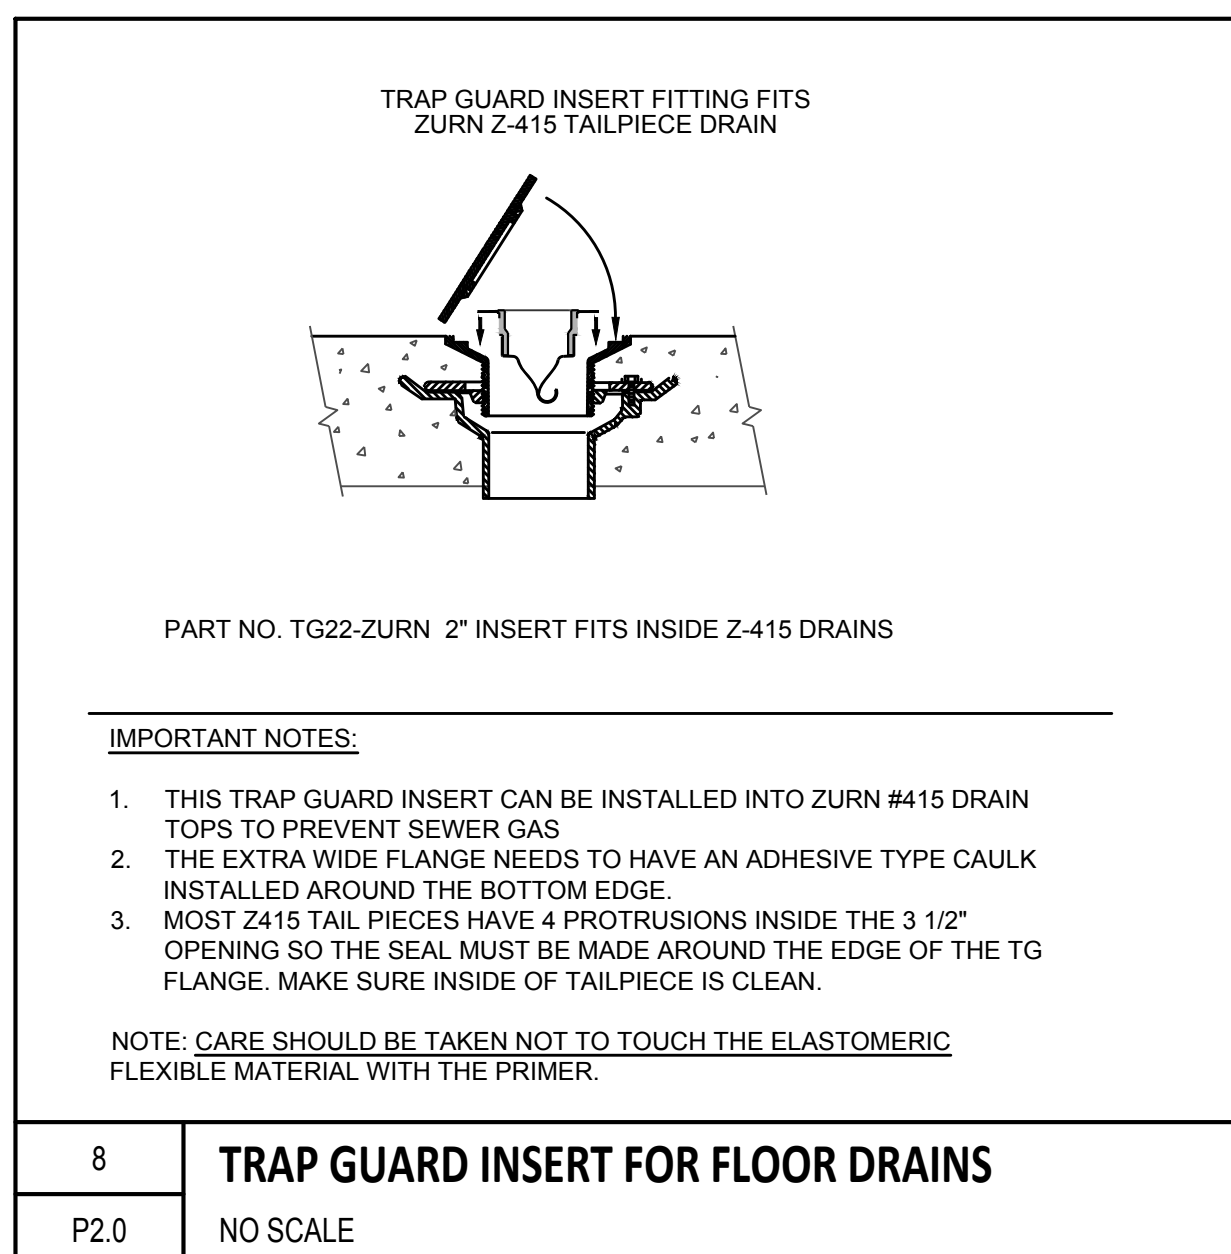 TRAP GUARD INSERT FITTING FITS
ZURN Z-415 TAILPIECE DRAIN
PART NO. TG22-ZURN 2" INSERT FITS INSIDE Z-415 DRAINS
IMPORTANT NOTES:
1. THIS TRAP GUARD INSERT CAN BE INSTALLED INTO ZURN #415 DRAIN
TOPS TO PREVENT SEWER GAS
2. THE EXTRA WIDE FLANGE NEEDS TO HAVE AN ADHESIVE TYPE CAULK
INSTALLED AROUND THE BOTTOM EDGE.
3. MOST Z415 TAIL PIECES HAVE 4 PROTRUSIONS INSIDE THE 3 1/2"
OPENING SO THE SEAL MUST BE MADE AROUND THE EDGE OF THE TG
FLANGE. MAKE SURE INSIDE OF TAILPIECE IS CLEAN.
NOTE: CARE SHOULD BE TAKEN NOT TO TOUCH THE ELASTOMERIC
FLEXIBLE MATERIAL WITH THE PRIMER.
8
TRAP GUARD INSERT FOR FLOOR DRAINS
P2.0
NO SCALE